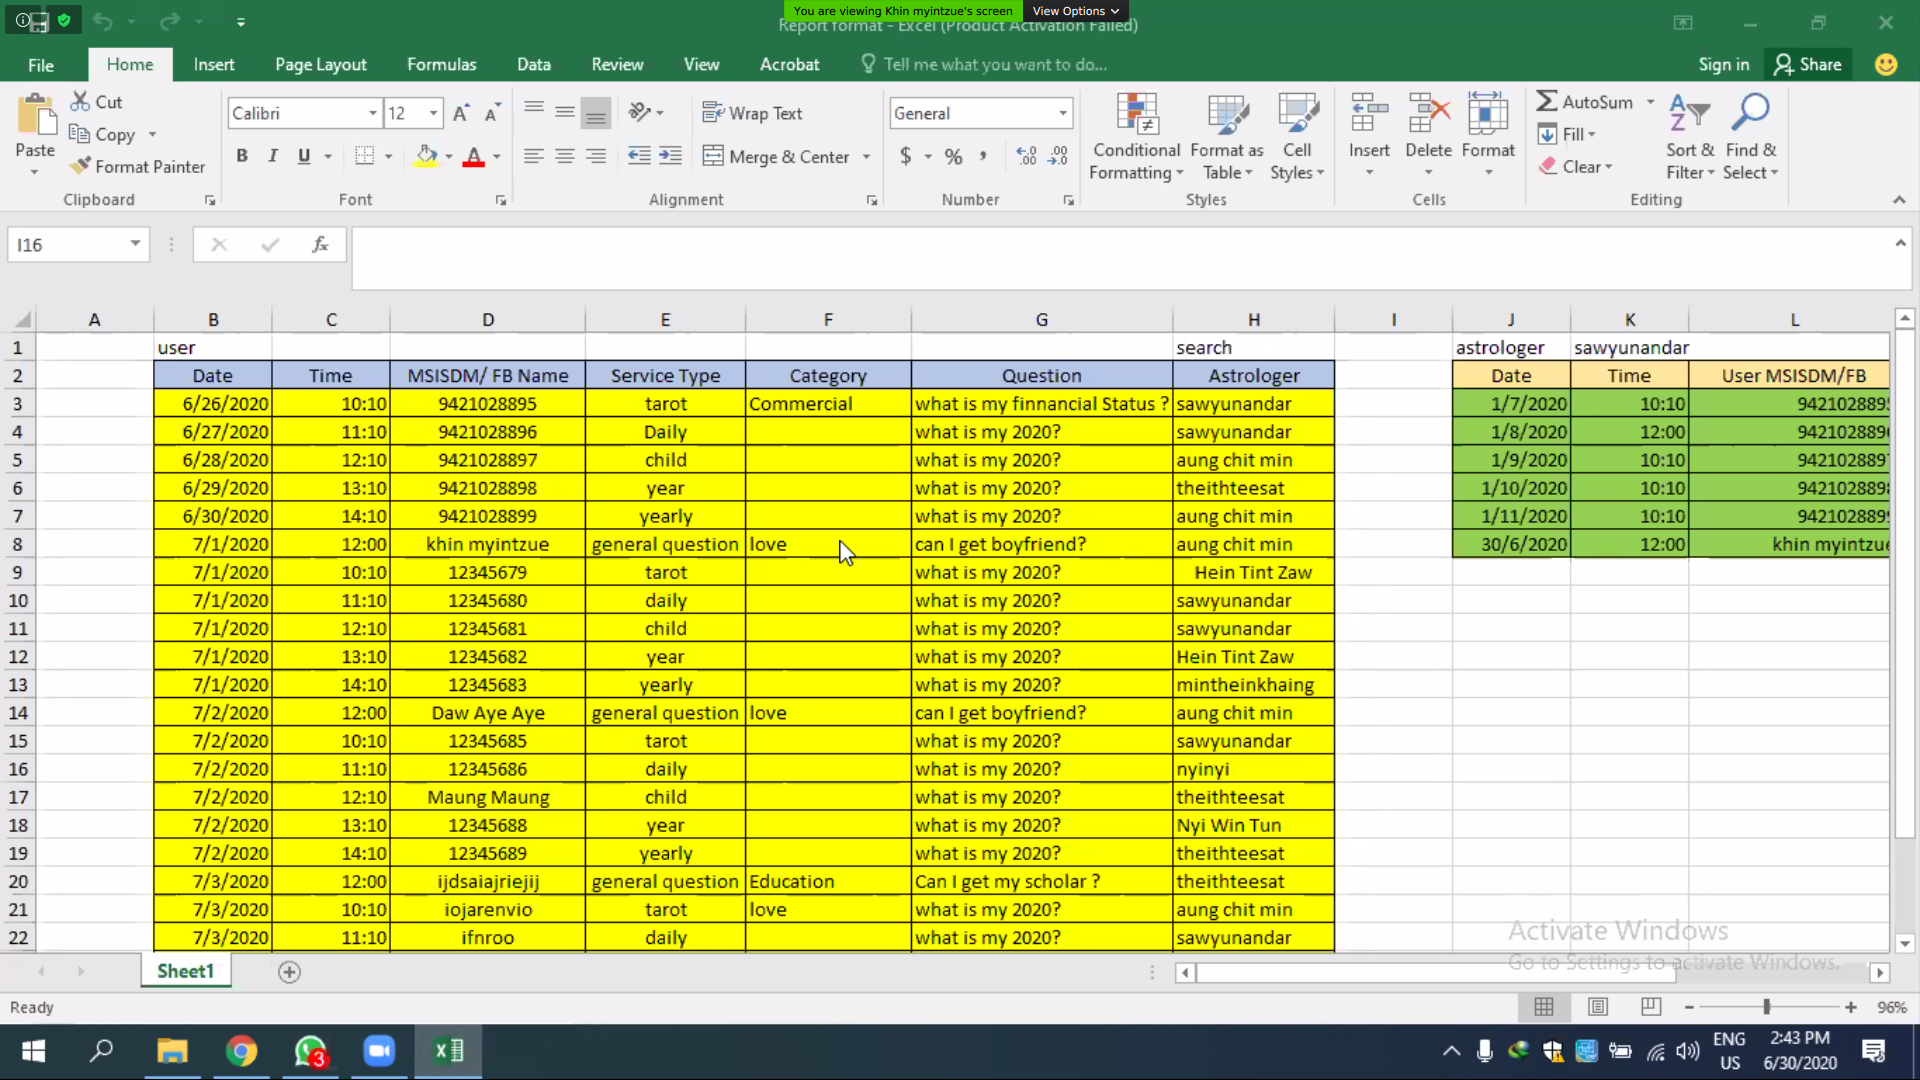 You are viewing Khin myintzue's screen View Options
Report format - Excel (Product Activation Failed)
File Home Insert Page Layout Formulas Data Review View Acrobat Tell me what you want to do... Sign in Share
Cut
Copy
Format Painter
Paste
Clipboard
Calibri 12
B I U
Font
Wrap Text
Merge & Center
Alignment
General
$ % ,
Number
Conditional Formatting
Format as Table
Cell Styles
Styles
Insert Delete Format
Cells
AutoSum
Fill
Clear
Sort & Filter
Find & Select
Editing
I16 fx
A B C D E F G H I J K L
1 user search astrologer sawyunandar
2 Date Time MSISDM/ FB Name Service Type Category Question Astrologer Date Time User MSISDM/FB
3 6/26/2020 10:10 9421028895 tarot Commercial what is my finnancial Status ? sawyunandar 1/7/2020 10:10 942102889
4 6/27/2020 11:10 9421028896 Daily what is my 2020? sawyunandar 1/8/2020 12:00 942102889
5 6/28/2020 12:10 9421028897 child what is my 2020? aung chit min 1/9/2020 10:10 942102889
6 6/29/2020 13:10 9421028898 year what is my 2020? theithteesat 1/10/2020 10:10 942102889
7 6/30/2020 14:10 9421028899 yearly what is my 2020? aung chit min 1/11/2020 10:10 942102889
8 7/1/2020 12:00 khin myintzue general question love can I get boyfriend? aung chit min 30/6/2020 12:00 khin myintzue
9 7/1/2020 10:10 12345679 tarot what is my 2020? Hein Tint Zaw
10 7/1/2020 11:10 12345680 daily what is my 2020? sawyunandar
11 7/1/2020 12:10 12345681 child what is my 2020? sawyunandar
12 7/1/2020 13:10 12345682 year what is my 2020? Hein Tint Zaw
13 7/1/2020 14:10 12345683 yearly what is my 2020? mintheinkhaing
14 7/2/2020 12:00 Daw Aye Aye general question love can I get boyfriend? aung chit min
15 7/2/2020 10:10 12345685 tarot what is my 2020? sawyunandar
16 7/2/2020 11:10 12345686 daily what is my 2020? nyinyi
17 7/2/2020 12:10 Maung Maung child what is my 2020? theithteesat
18 7/2/2020 13:10 12345688 year what is my 2020? Nyi Win Tun
19 7/2/2020 14:10 12345689 yearly what is my 2020? theithteesat
20 7/3/2020 12:00 ijdsaiajriejij general question Education Can I get my scholar ? theithteesat
21 7/3/2020 10:10 iojarenvio tarot love what is my 2020? aung chit min
22 7/3/2020 11:10 ifnroo daily what is my 2020? sawyunandar
Activate Windows
Go to Settings to activate Windows.
Sheet1
Ready 96%
3
ENG US
2:43 PM
6/30/2020